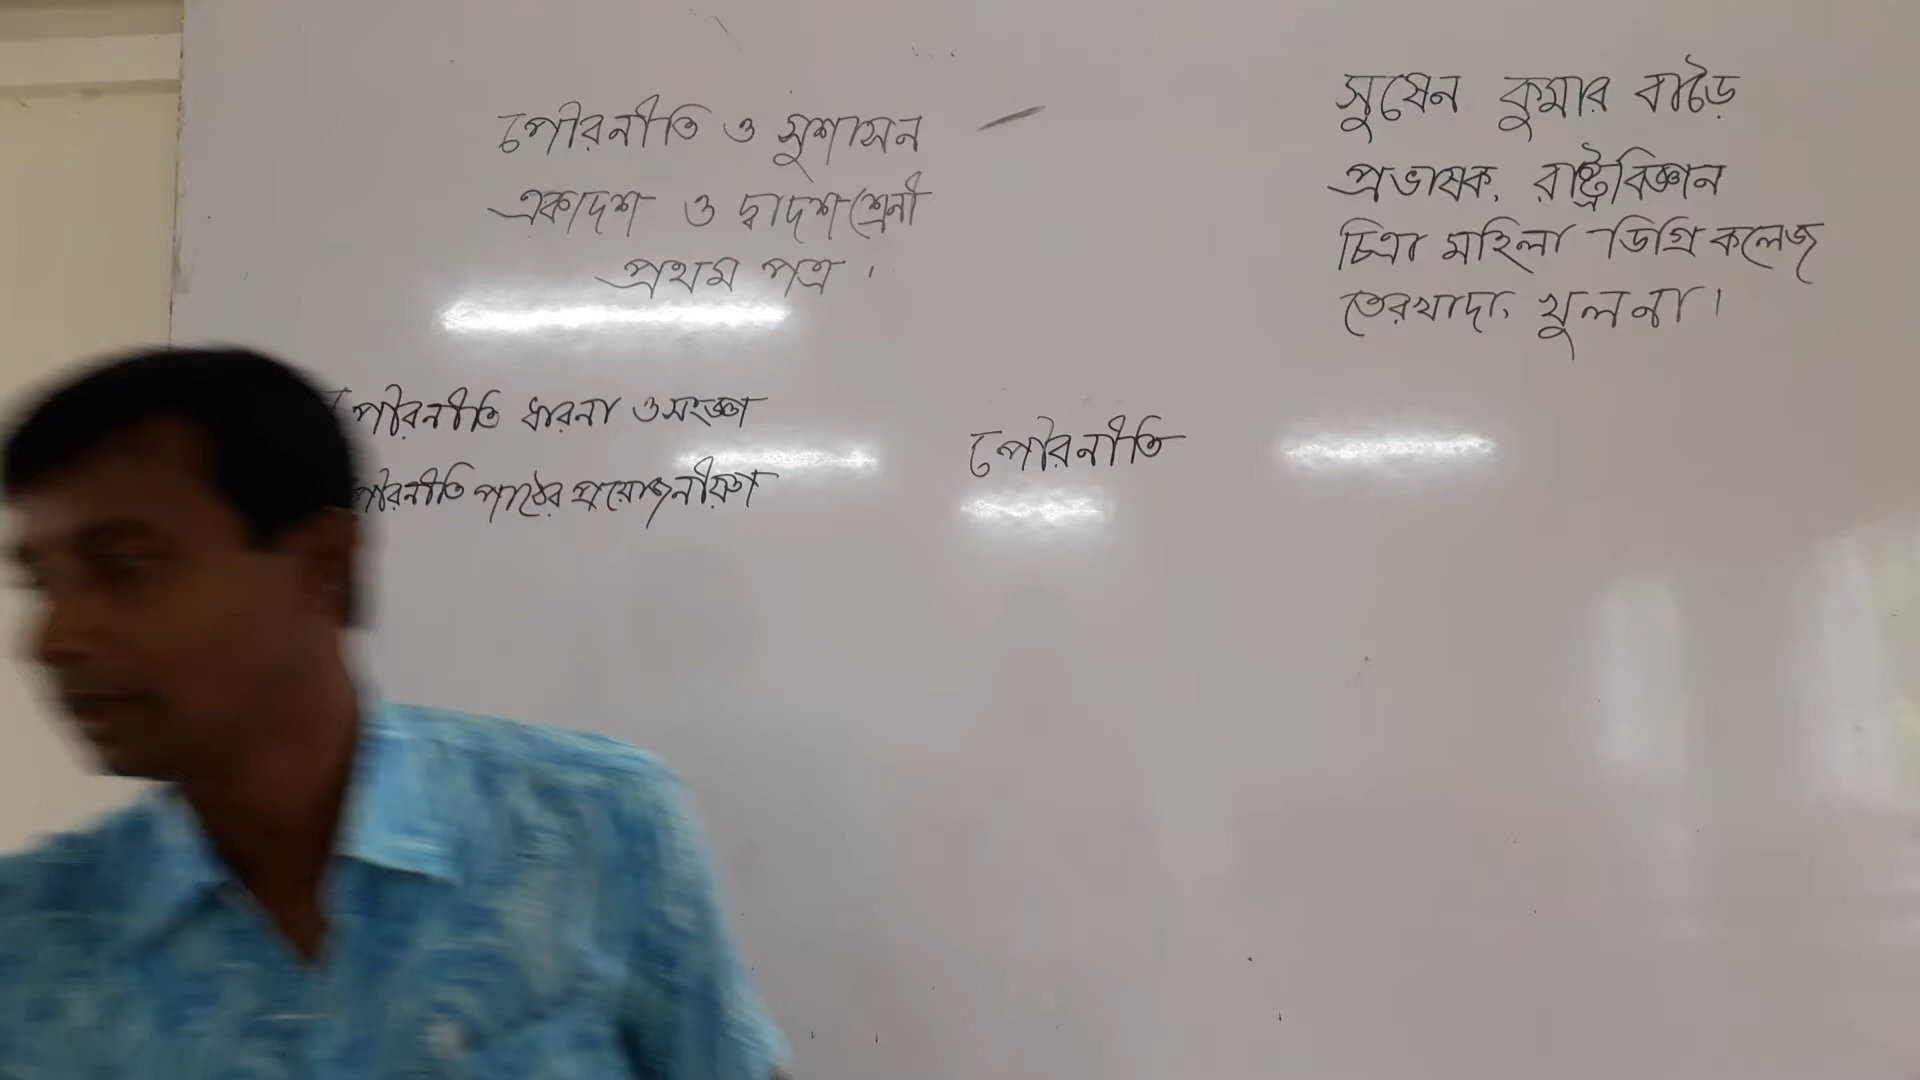 পৌরনীতি ও সুশাসন
একাদশ ও দ্বাদশ শ্রেনী
প্রথম পত্র।
সুষেন কুমার বাড়ৈ
প্রভাষক, রাষ্ট্রবিজ্ঞান
চিত্রা মহিলা ডিগ্রি কলেজ
তেরখাদা, খুলনা।
পৌরনীতি ধারনা ও সংজ্ঞা
পৌরনীতি পাঠের প্রয়োজনীয়তা
পৌরনীতি